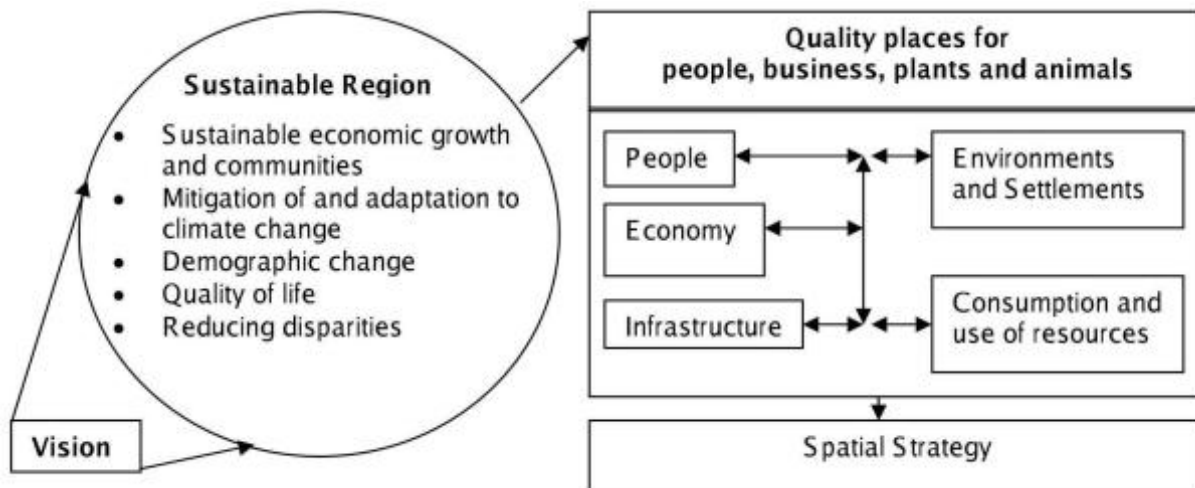 Sustainable Region
• Sustainable economic growth
and communities
• Mitigation of and adaptation to
climate change
• Demographic change
• Quality of life
• Reducing disparities
Vision
Quality places for
people, business, plants and animals
People
Economy
Infrastructure
Environments
and Settlements
Consumption and
use of resources
Spatial Strategy